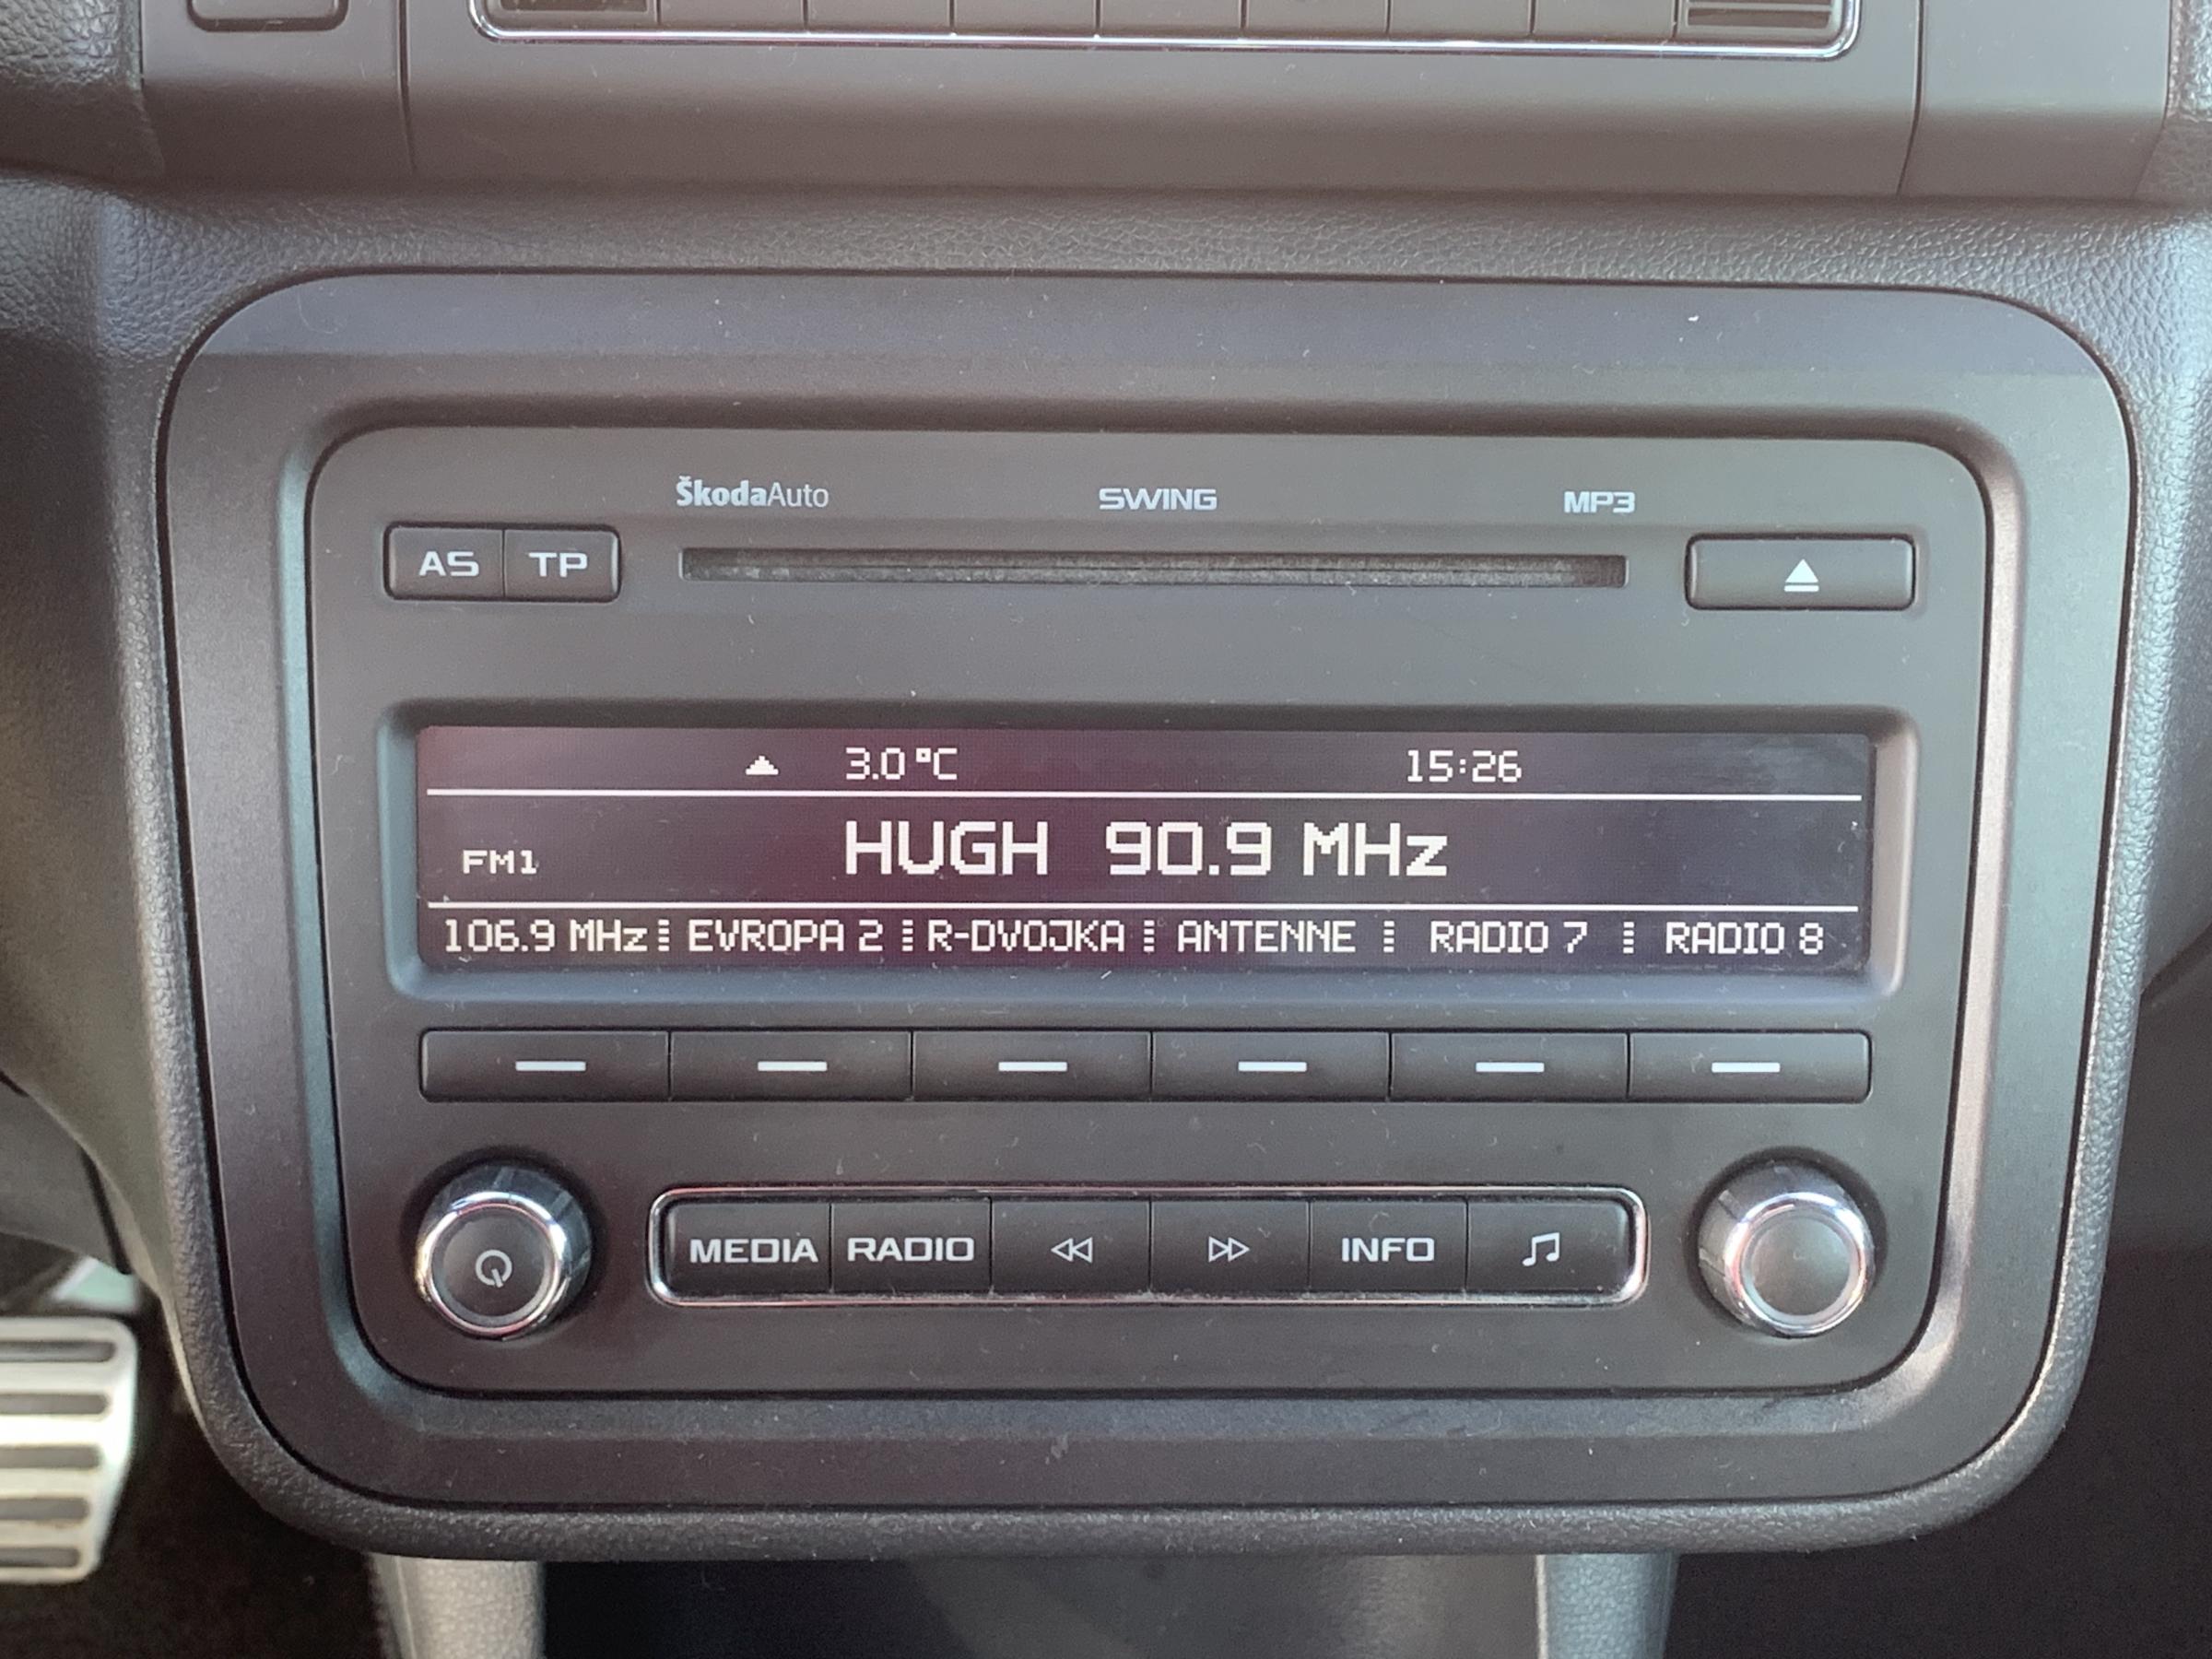 ŠkodaAuto SWING MP3
AS TP
3.0 °C 15:26
FM1 HUGH 90.9 MHz
106.9 MHz EVROPA 2 R-DVOJKA ANTENNE RADIO 7 RADIO 8
MEDIA RADIO INFO